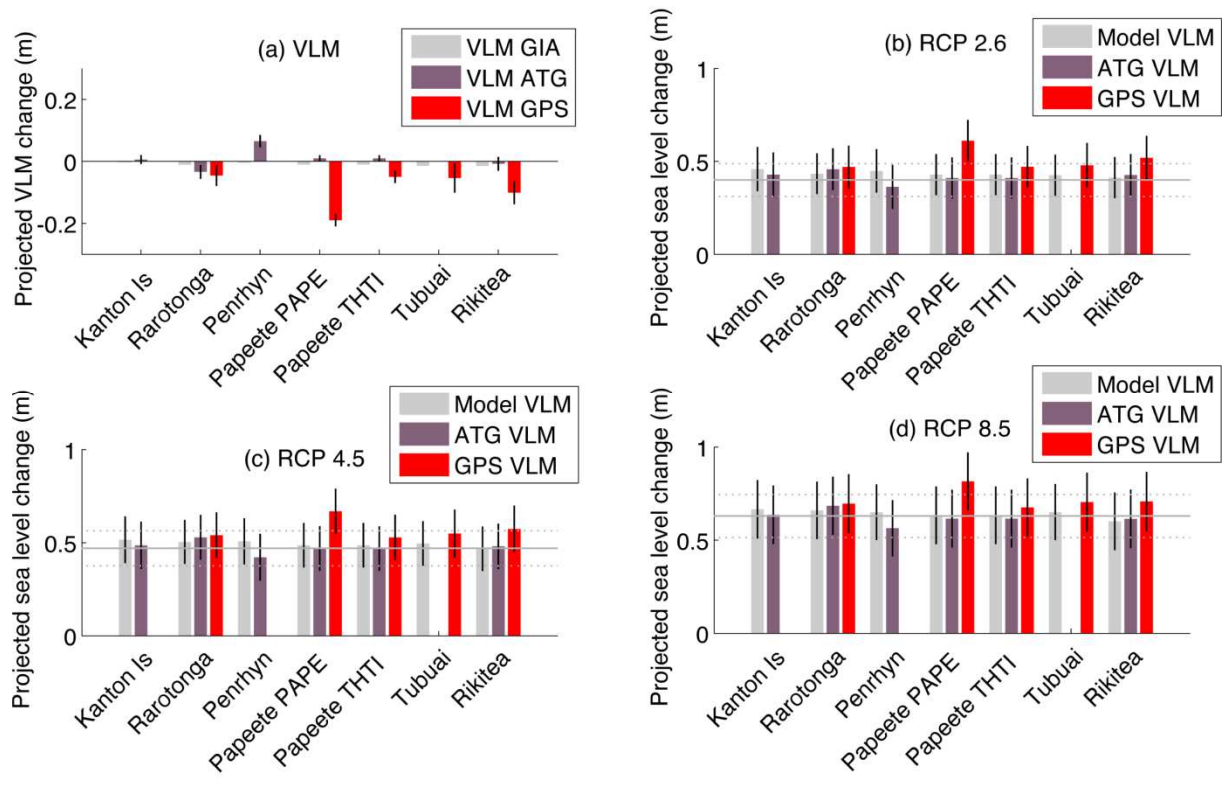 (a) VLM
VLM GIA
VLM ATG
VLM GPS
Projected VLM change (m)
0.2
0
-0.2
Kanton Is
Rarotonga
Penrhyn
Papeete PAPE
Papeete THTI
Tubuai
Rikitea
(b) RCP 2.6
Model VLM
ATG VLM
GPS VLM
Projected sea level change (m)
1
0.5
0
Kanton Is
Rarotonga
Penrhyn
Papeete PAPE
Papeete THTI
Tubuai
Rikitea
(c) RCP 4.5
Model VLM
ATG VLM
GPS VLM
Projected sea level change (m)
1
0.5
0
Kanton Is
Rarotonga
Penrhyn
Papeete PAPE
Papeete THTI
Tubuai
Rikitea
(d) RCP 8.5
Model VLM
ATG VLM
GPS VLM
Projected sea level change (m)
1
0.5
0
Kanton Is
Rarotonga
Penrhyn
Papeete PAPE
Papeete THTI
Tubuai
Rikitea